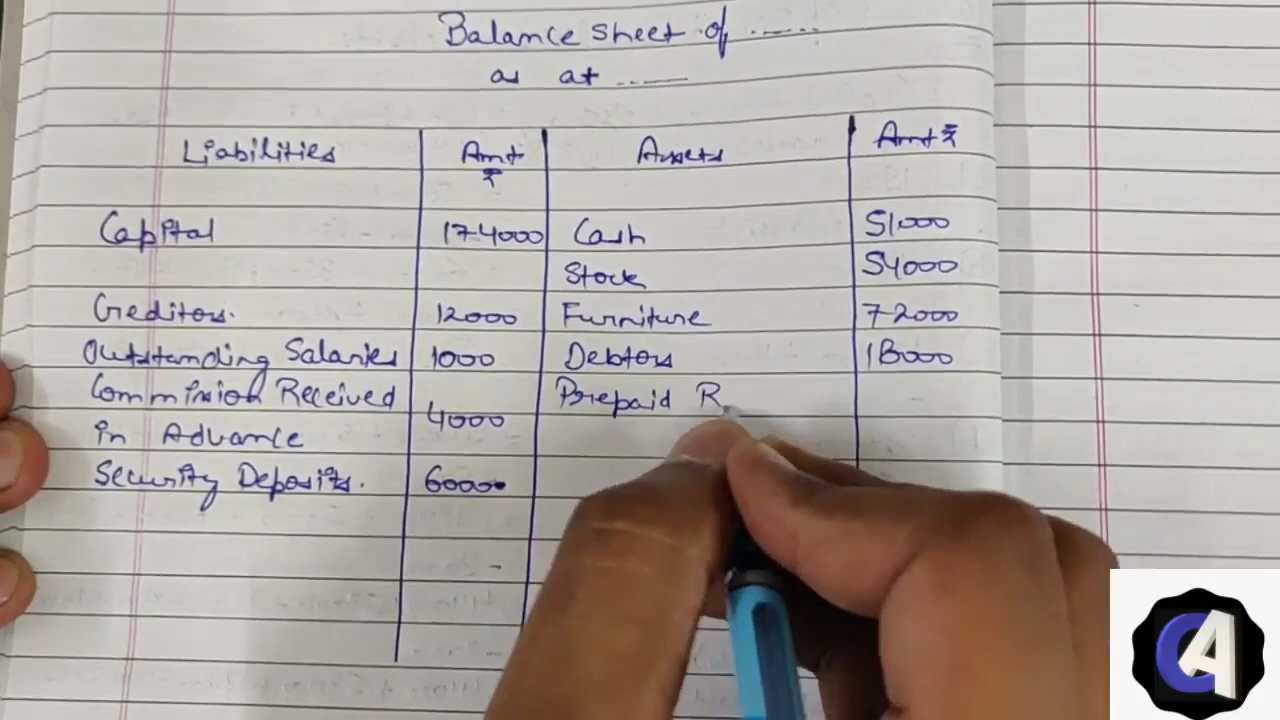 Balance Sheet of ......
as at ......
Liabilities Amt ₹ Assets Amt ₹
Capital 174000 Cash 51000
Stock 54000
Creditors. 12000 Furniture 72000
Outstanding Salaries 1000 Debtors 18000
Commission Received Prepaid R
in Advance 4000
Security Deposits. 6000
CA